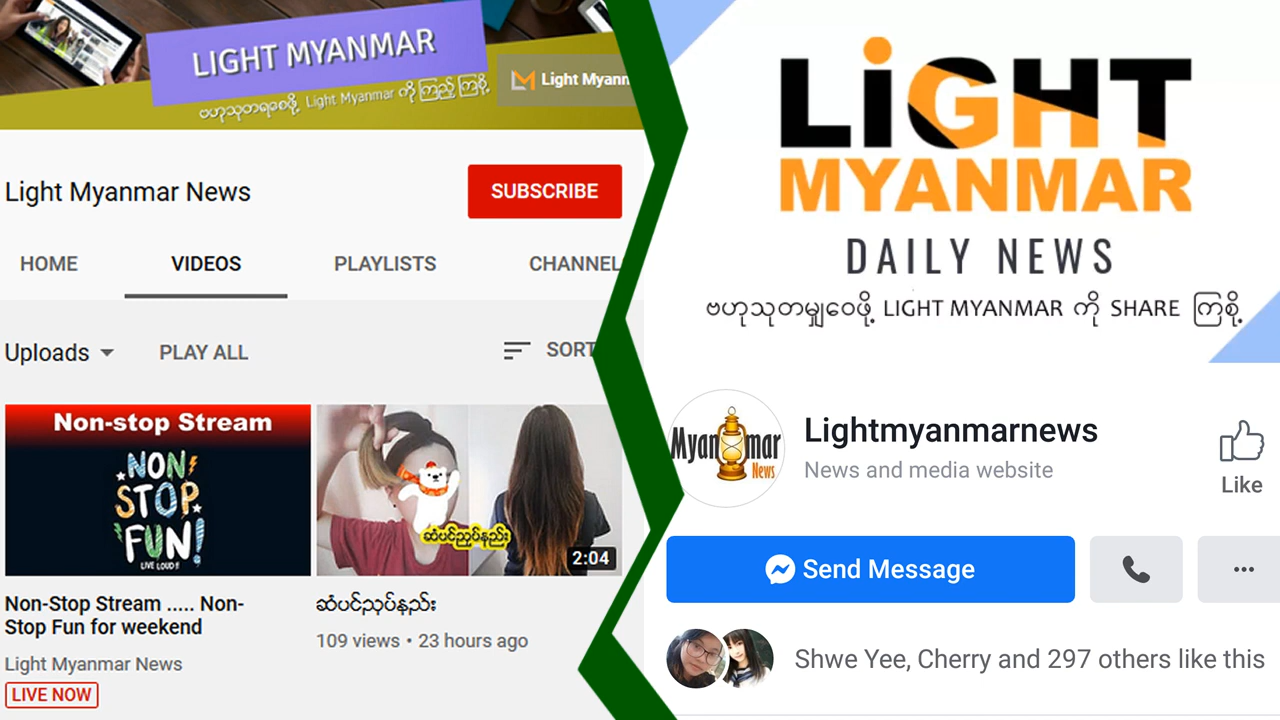 LIGHT MYANMAR
ဗဟုသုတရစေဖို့ Light Myanmar ကို ကြည့် ကြစို့
Light Myanm
Light Myanmar News
SUBSCRIBE
HOME
VIDEOS
PLAYLISTS
CHANNEL
Uploads
PLAY ALL
SORT
Non-stop Stream
NON
STOP
FUN!
LIVE LOUD!!
ဆံပင်ညှပ်နည်း
2:04
Non-Stop Stream ..... Non-
Stop Fun for weekend
Light Myanmar News
LIVE NOW
ဆံပင်ညှပ်နည်း
109 views • 23 hours ago
LiGHT
MYANMAR
DAILY NEWS
ဗဟုသုတမျှဝေဖို့ LIGHT MYANMAR ကို SHARE ကြစို့
Myanmar
News
Lightmyanmarnews
News and media website
Like
Send Message
Shwe Yee, Cherry and 297 others like this